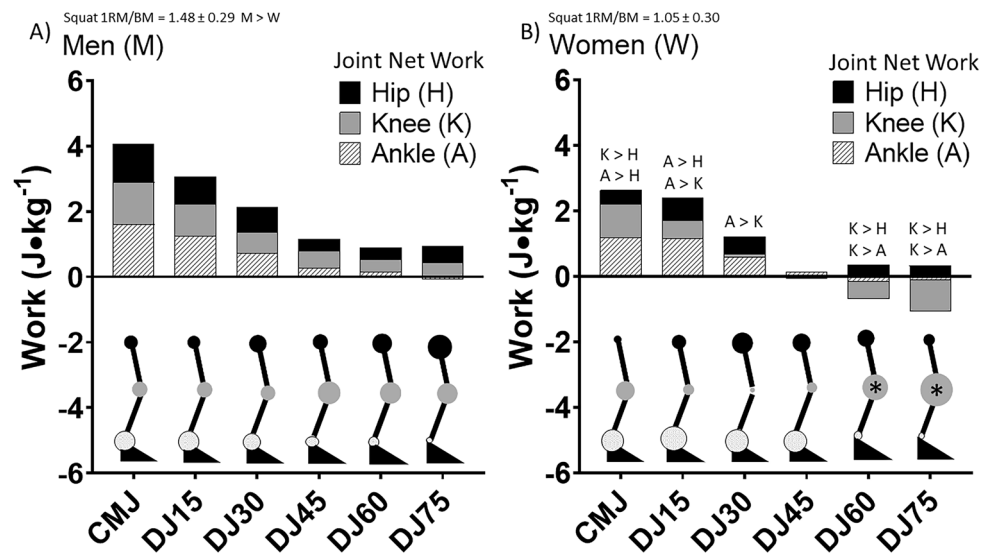 Squat 1RM/BM = 1.48 ± 0.29 M > W
A) Men (M)
Joint Net Work
Hip (H)
Knee (K)
Ankle (A)
Work (J•kg-1)
6
4
2
0
-2
-4
-6
CMJ
DJ15
DJ30
DJ45
DJ60
DJ75
Squat 1RM/BM = 1.05 ± 0.30
B) Women (W)
Joint Net Work
Hip (H)
Knee (K)
Ankle (A)
Work (J•kg-1)
6
4
2
0
-2
-4
-6
K > H
A > H
A > H
A > K
A > K
K > H
K > A
K > H
K > A
*
*
CMJ
DJ15
DJ30
DJ45
DJ60
DJ75